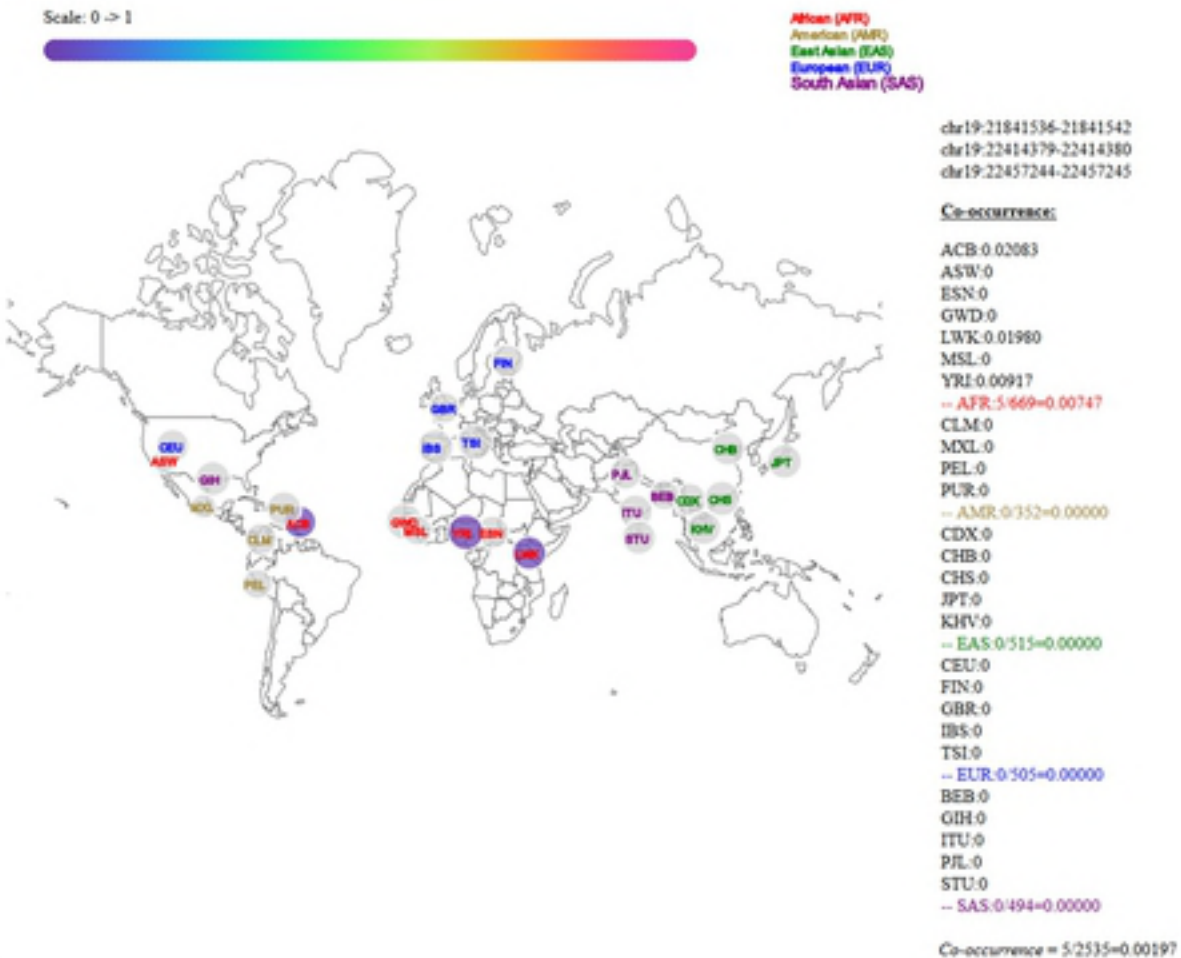 Scale: 0 -> 1
African (AFR)
American (AMR)
East Asian (EAS)
European (EUR)
South Asian (SAS)
chr19:21841536-21841542
chr19:22414379-22414380
chr19:22457244-22457245
Co-occurrence:
ACB:0.02083
ASW:0
ESN:0
GWD:0
LWK:0.01980
MSL:0
YRI:0.00917
-- AFR:5/669=0.00747
CLM:0
MXL:0
PEL:0
PUR:0
-- AMR:0/352=0.00000
CDX:0
CHB:0
CHS:0
JPT:0
KHV:0
-- EAS:0/515=0.00000
CEU:0
FIN:0
GBR:0
IBS:0
TSI:0
-- EUR:0/505=0.00000
BEB:0
GIH:0
ITU:0
PJL:0
STU:0
-- SAS:0/494=0.00000
Co-occurrence = 5/2535=0.00197
FIN
GBR
CEU
IBS
TSI
CHB
ASW
JPT
GIH
PJL
MXL
PUR
BEB
CDX
CHS
ITU
ACB
GWD
MSL
YRI
ESN
KHV
CLM
STU
LWK
PEL